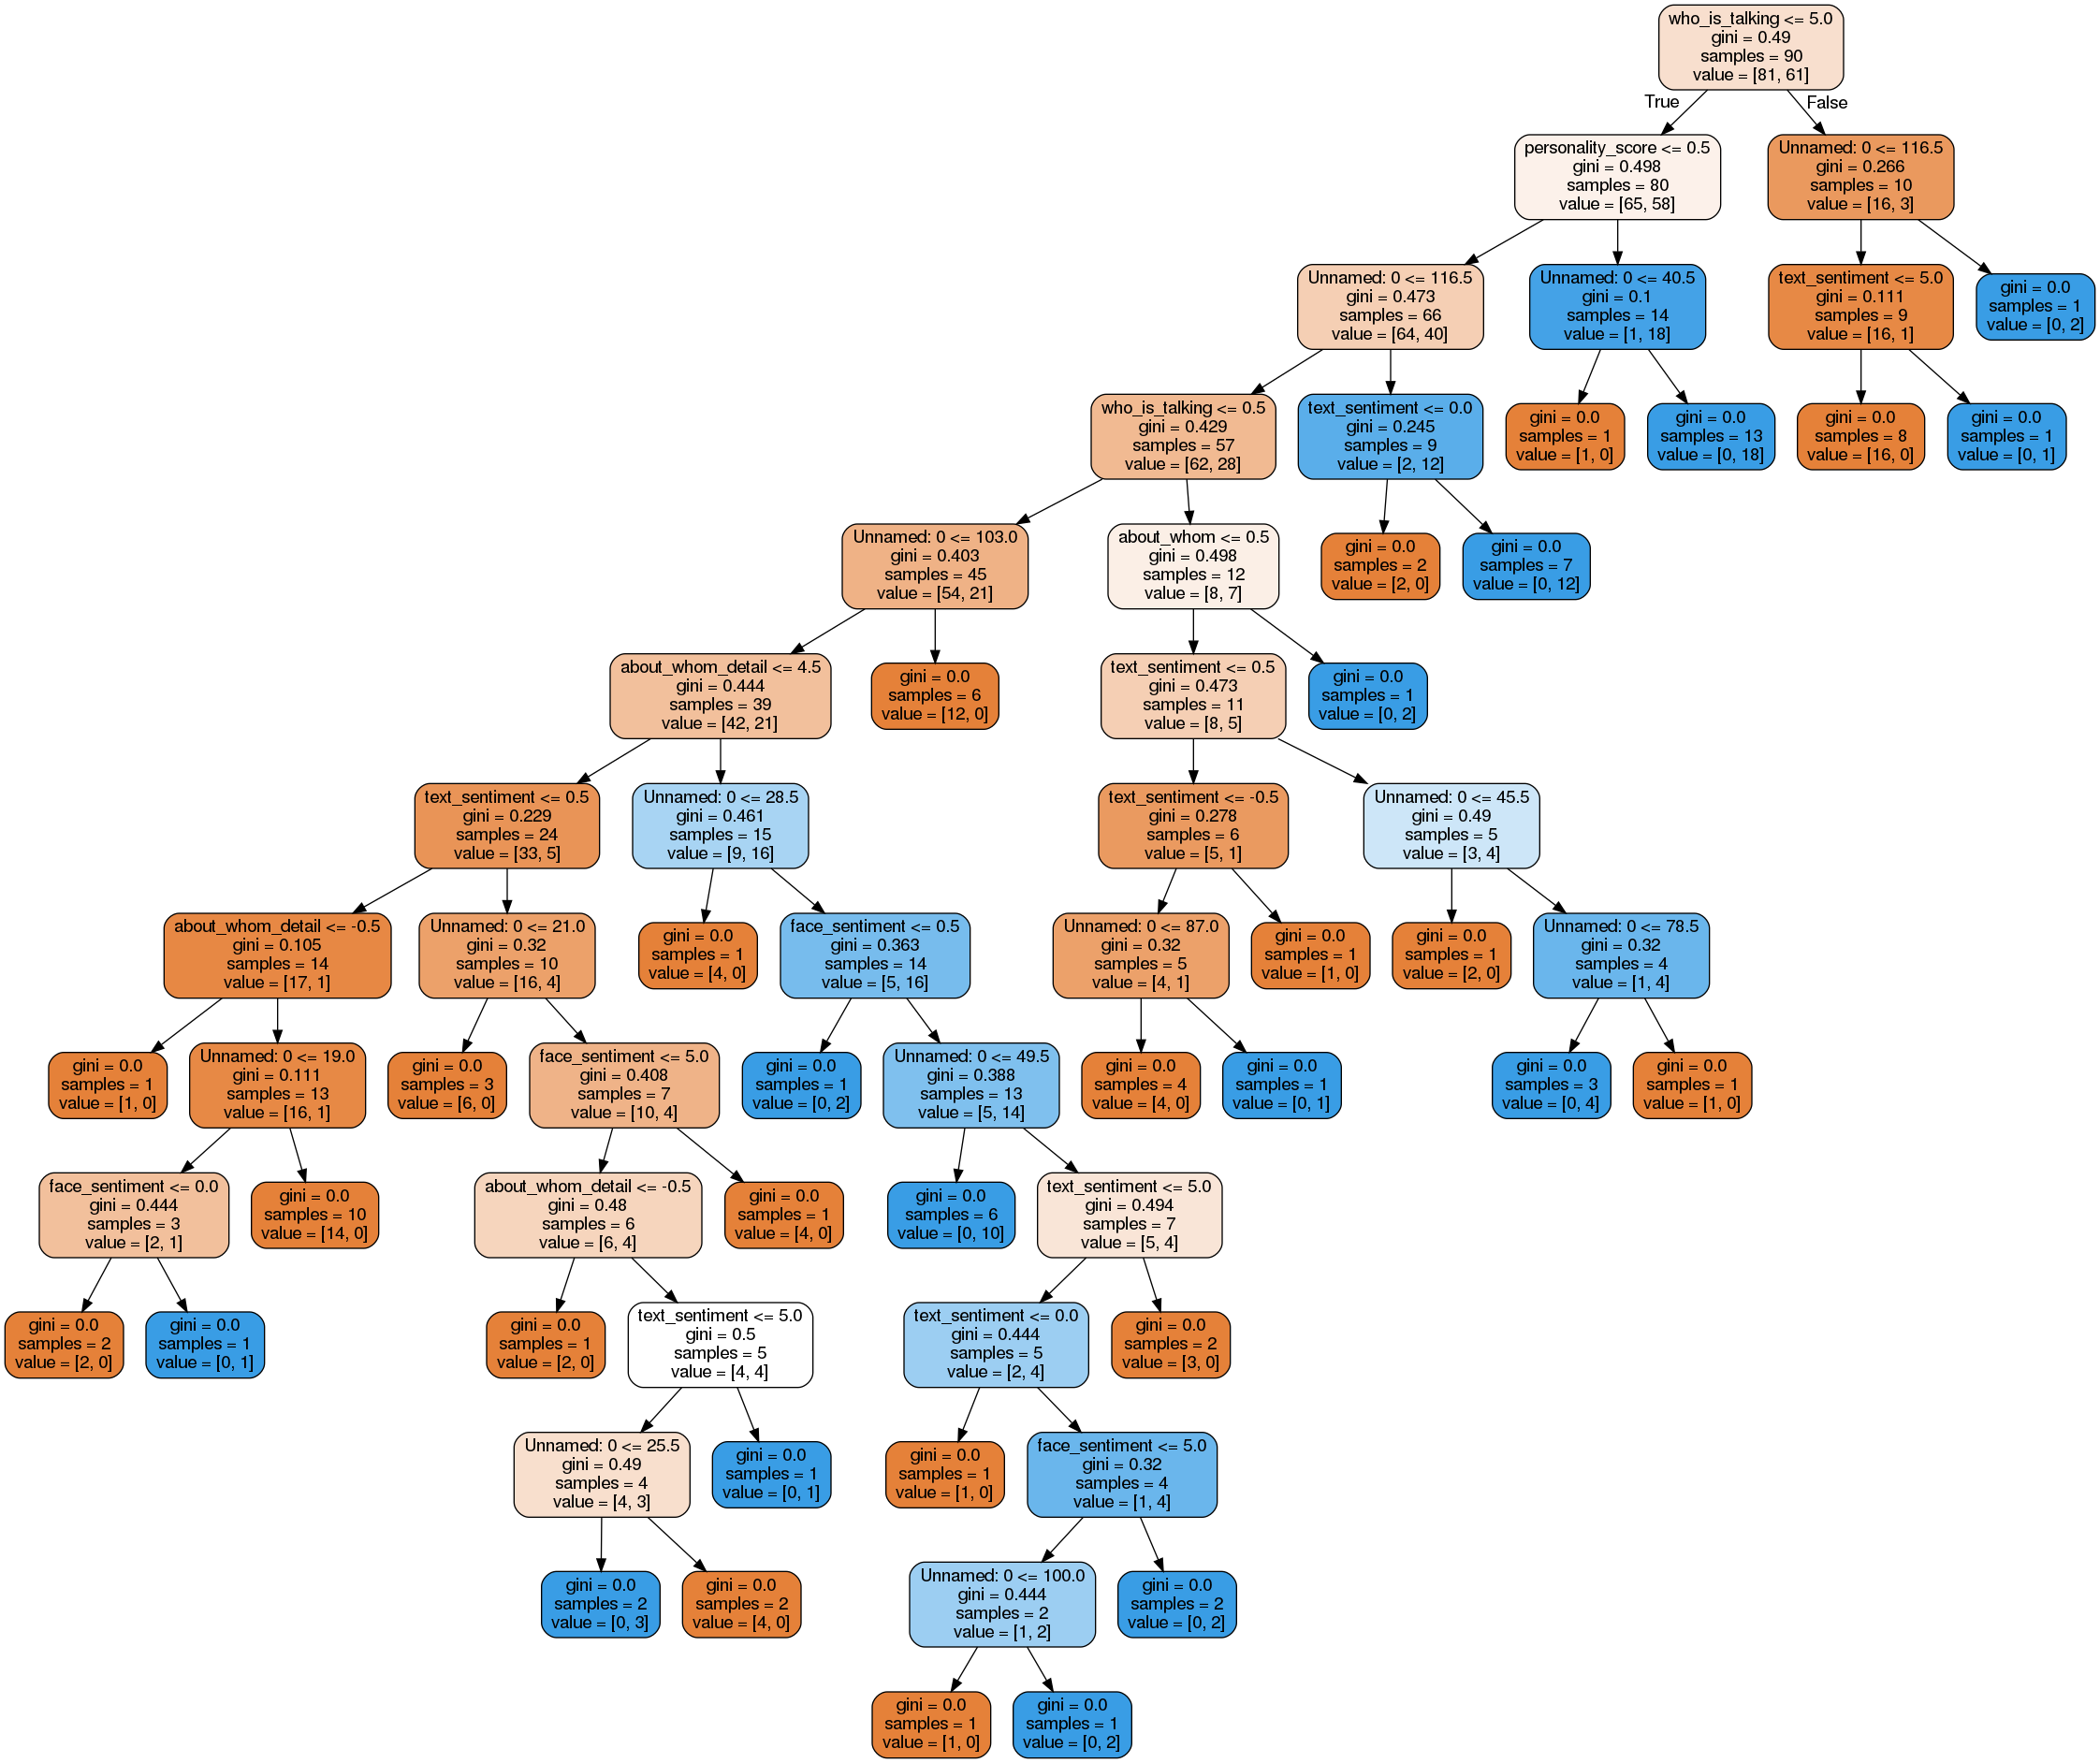 who_is_talking <= 5.0
gini = 0.49
samples = 90
value = [81, 61]
True
False
personality_score <= 0.5
gini = 0.498
samples = 80
value = [65, 58]
Unnamed: 0 <= 116.5
gini = 0.266
samples = 10
value = [16, 3]
Unnamed: 0 <= 116.5
gini = 0.473
samples = 66
value = [64, 40]
Unnamed: 0 <= 40.5
gini = 0.1
samples = 14
value = [1, 18]
text_sentiment <= 5.0
gini = 0.111
samples = 9
value = [16, 1]
gini = 0.0
samples = 1
value = [0, 2]
who_is_talking <= 0.5
gini = 0.429
samples = 57
value = [62, 28]
text_sentiment <= 0.0
gini = 0.245
samples = 9
value = [2, 12]
gini = 0.0
samples = 1
value = [1, 0]
gini = 0.0
samples = 13
value = [0, 18]
gini = 0.0
samples = 8
value = [16, 0]
gini = 0.0
samples = 1
value = [0, 1]
Unnamed: 0 <= 103.0
gini = 0.403
samples = 45
value = [54, 21]
about_whom <= 0.5
gini = 0.498
samples = 12
value = [8, 7]
gini = 0.0
samples = 2
value = [2, 0]
gini = 0.0
samples = 7
value = [0, 12]
about_whom_detail <= 4.5
gini = 0.444
samples = 39
value = [42, 21]
gini = 0.0
samples = 6
value = [12, 0]
text_sentiment <= 0.5
gini = 0.473
samples = 11
value = [8, 5]
gini = 0.0
samples = 1
value = [0, 2]
text_sentiment <= 0.5
gini = 0.229
samples = 24
value = [33, 5]
Unnamed: 0 <= 28.5
gini = 0.461
samples = 15
value = [9, 16]
text_sentiment <= -0.5
gini = 0.278
samples = 6
value = [5, 1]
Unnamed: 0 <= 45.5
gini = 0.49
samples = 5
value = [3, 4]
about_whom_detail <= -0.5
gini = 0.105
samples = 14
value = [17, 1]
Unnamed: 0 <= 21.0
gini = 0.32
samples = 10
value = [16, 4]
gini = 0.0
samples = 1
value = [4, 0]
face_sentiment <= 0.5
gini = 0.363
samples = 14
value = [5, 16]
Unnamed: 0 <= 87.0
gini = 0.32
samples = 5
value = [4, 1]
gini = 0.0
samples = 1
value = [1, 0]
gini = 0.0
samples = 1
value = [2, 0]
Unnamed: 0 <= 78.5
gini = 0.32
samples = 4
value = [1, 4]
gini = 0.0
samples = 1
value = [1, 0]
Unnamed: 0 <= 19.0
gini = 0.111
samples = 13
value = [16, 1]
gini = 0.0
samples = 3
value = [6, 0]
face_sentiment <= 5.0
gini = 0.408
samples = 7
value = [10, 4]
gini = 0.0
samples = 1
value = [0, 2]
Unnamed: 0 <= 49.5
gini = 0.388
samples = 13
value = [5, 14]
gini = 0.0
samples = 4
value = [4, 0]
gini = 0.0
samples = 1
value = [0, 1]
gini = 0.0
samples = 3
value = [0, 4]
gini = 0.0
samples = 1
value = [1, 0]
face_sentiment <= 0.0
gini = 0.444
samples = 3
value = [2, 1]
gini = 0.0
samples = 10
value = [14, 0]
about_whom_detail <= -0.5
gini = 0.48
samples = 6
value = [6, 4]
gini = 0.0
samples = 1
value = [4, 0]
gini = 0.0
samples = 6
value = [0, 10]
text_sentiment <= 5.0
gini = 0.494
samples = 7
value = [5, 4]
gini = 0.0
samples = 2
value = [2, 0]
gini = 0.0
samples = 1
value = [0, 1]
gini = 0.0
samples = 1
value = [2, 0]
text_sentiment <= 5.0
gini = 0.5
samples = 5
value = [4, 4]
text_sentiment <= 0.0
gini = 0.444
samples = 5
value = [2, 4]
gini = 0.0
samples = 2
value = [3, 0]
Unnamed: 0 <= 25.5
gini = 0.49
samples = 4
value = [4, 3]
gini = 0.0
samples = 1
value = [0, 1]
gini = 0.0
samples = 1
value = [1, 0]
face_sentiment <= 5.0
gini = 0.32
samples = 4
value = [1, 4]
gini = 0.0
samples = 2
value = [0, 3]
gini = 0.0
samples = 2
value = [4, 0]
Unnamed: 0 <= 100.0
gini = 0.444
samples = 2
value = [1, 2]
gini = 0.0
samples = 2
value = [0, 2]
gini = 0.0
samples = 1
value = [1, 0]
gini = 0.0
samples = 1
value = [0, 2]